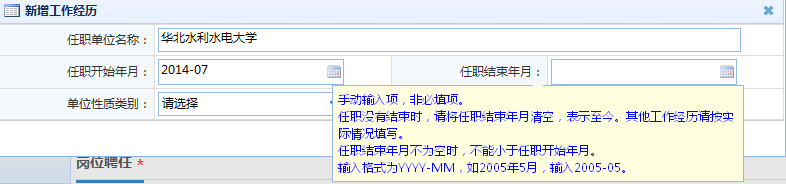 新增工作经历
任职单位名称： 华北水利水电大学
任职开始年月： 2014-07 任职结束年月：
单位性质类别： 请选择
手动输入项，非必填项。
任职没有结束时，请将任职结束年月清空，表示至今。其他工作经历请按实
际情况填写。
任职结束年月不为空时，不能小于任职开始年月。
输入格式为YYYY-MM，如2005年5月，输入2005-05。
岗位聘任 *